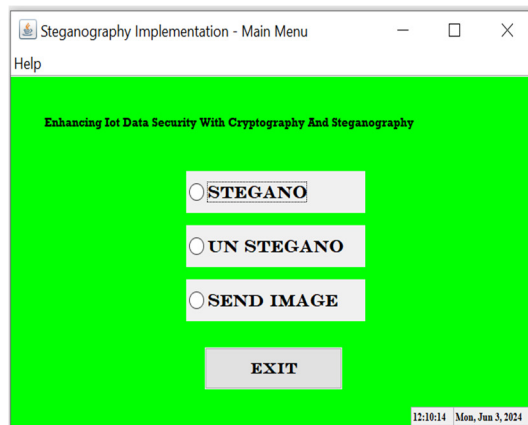 Steganography Implementation - Main Menu
Help
Enhancing Iot Data Security With Cryptography And Steganography
STEGANO
UN STEGANO
SEND IMAGE
EXIT
12:10:14 Mon, Jun 3, 2024